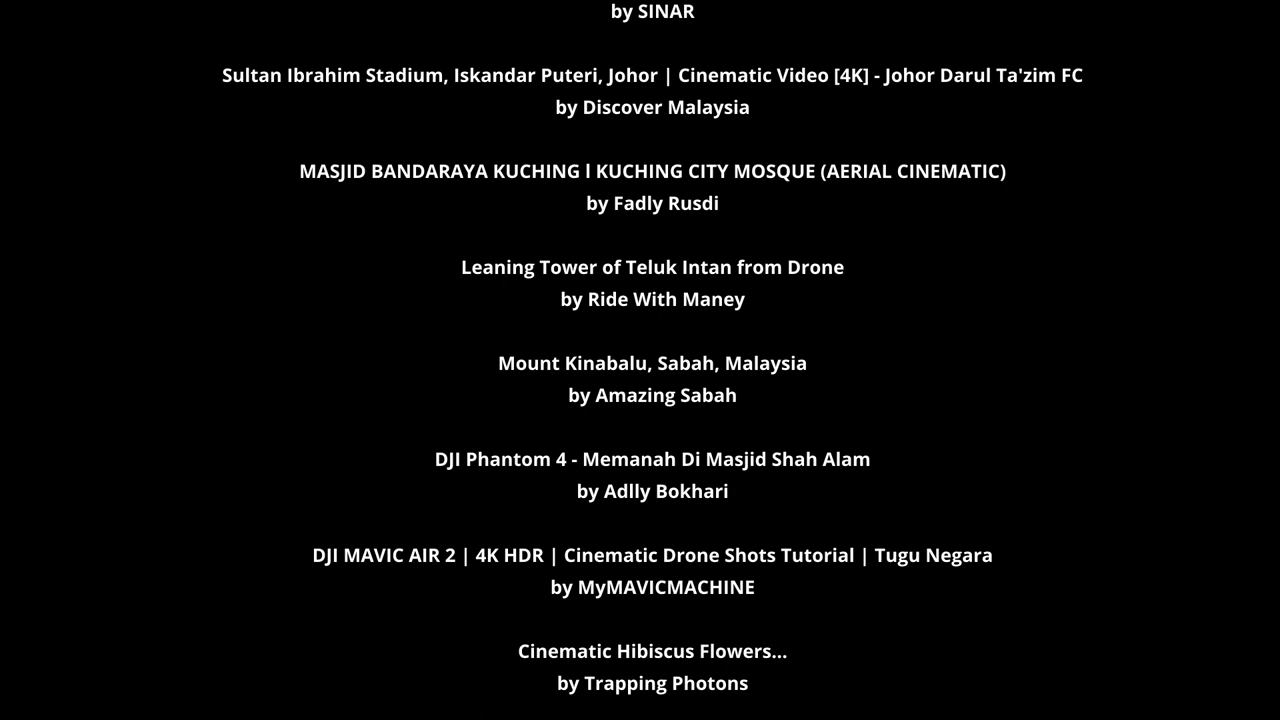 by SINAR
Sultan Ibrahim Stadium, Iskandar Puteri, Johor | Cinematic Video [4K] - Johor Darul Ta'zim FC
by Discover Malaysia
MASJID BANDARAYA KUCHING l KUCHING CITY MOSQUE (AERIAL CINEMATIC)
by Fadly Rusdi
Leaning Tower of Teluk Intan from Drone
by Ride With Maney
Mount Kinabalu, Sabah, Malaysia
by Amazing Sabah
DJI Phantom 4 - Memanah Di Masjid Shah Alam
by Adlly Bokhari
DJI MAVIC AIR 2 | 4K HDR | Cinematic Drone Shots Tutorial | Tugu Negara
by MyMAVICMACHINE
Cinematic Hibiscus Flowers...
by Trapping Photons